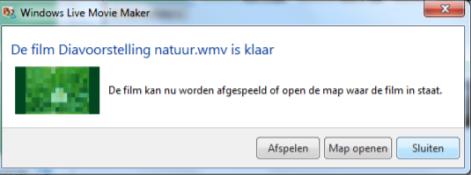 Windows Live Movie Maker
De film Diavoorstelling natuur.wmv is klaar
De film kan nu worden afgespeeld of open de map waar de film in staat.
Afspelen Map openen Sluiten